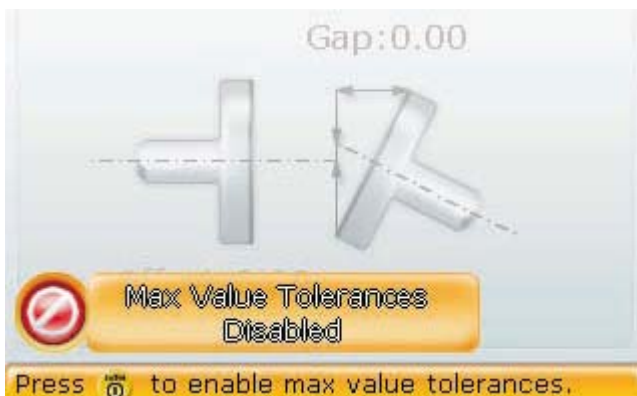 Gap:0.00
Max Value Tolerances
Disabled
Press to enable max value tolerances.